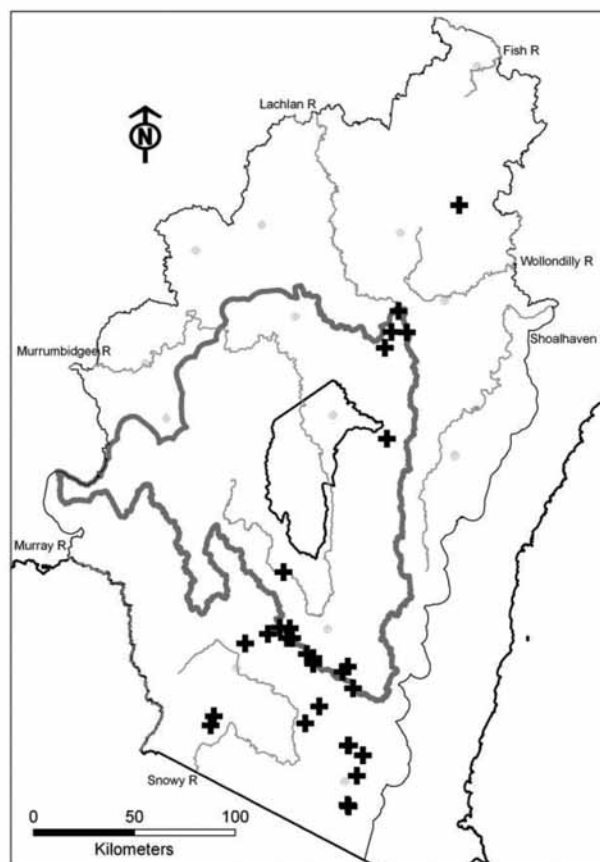 Fish R
Lachlan R
N
Wollondilly R
Shoalhaven
Murrumbidgee R
Murray R
Snowy R
0 50 100
Kilometers